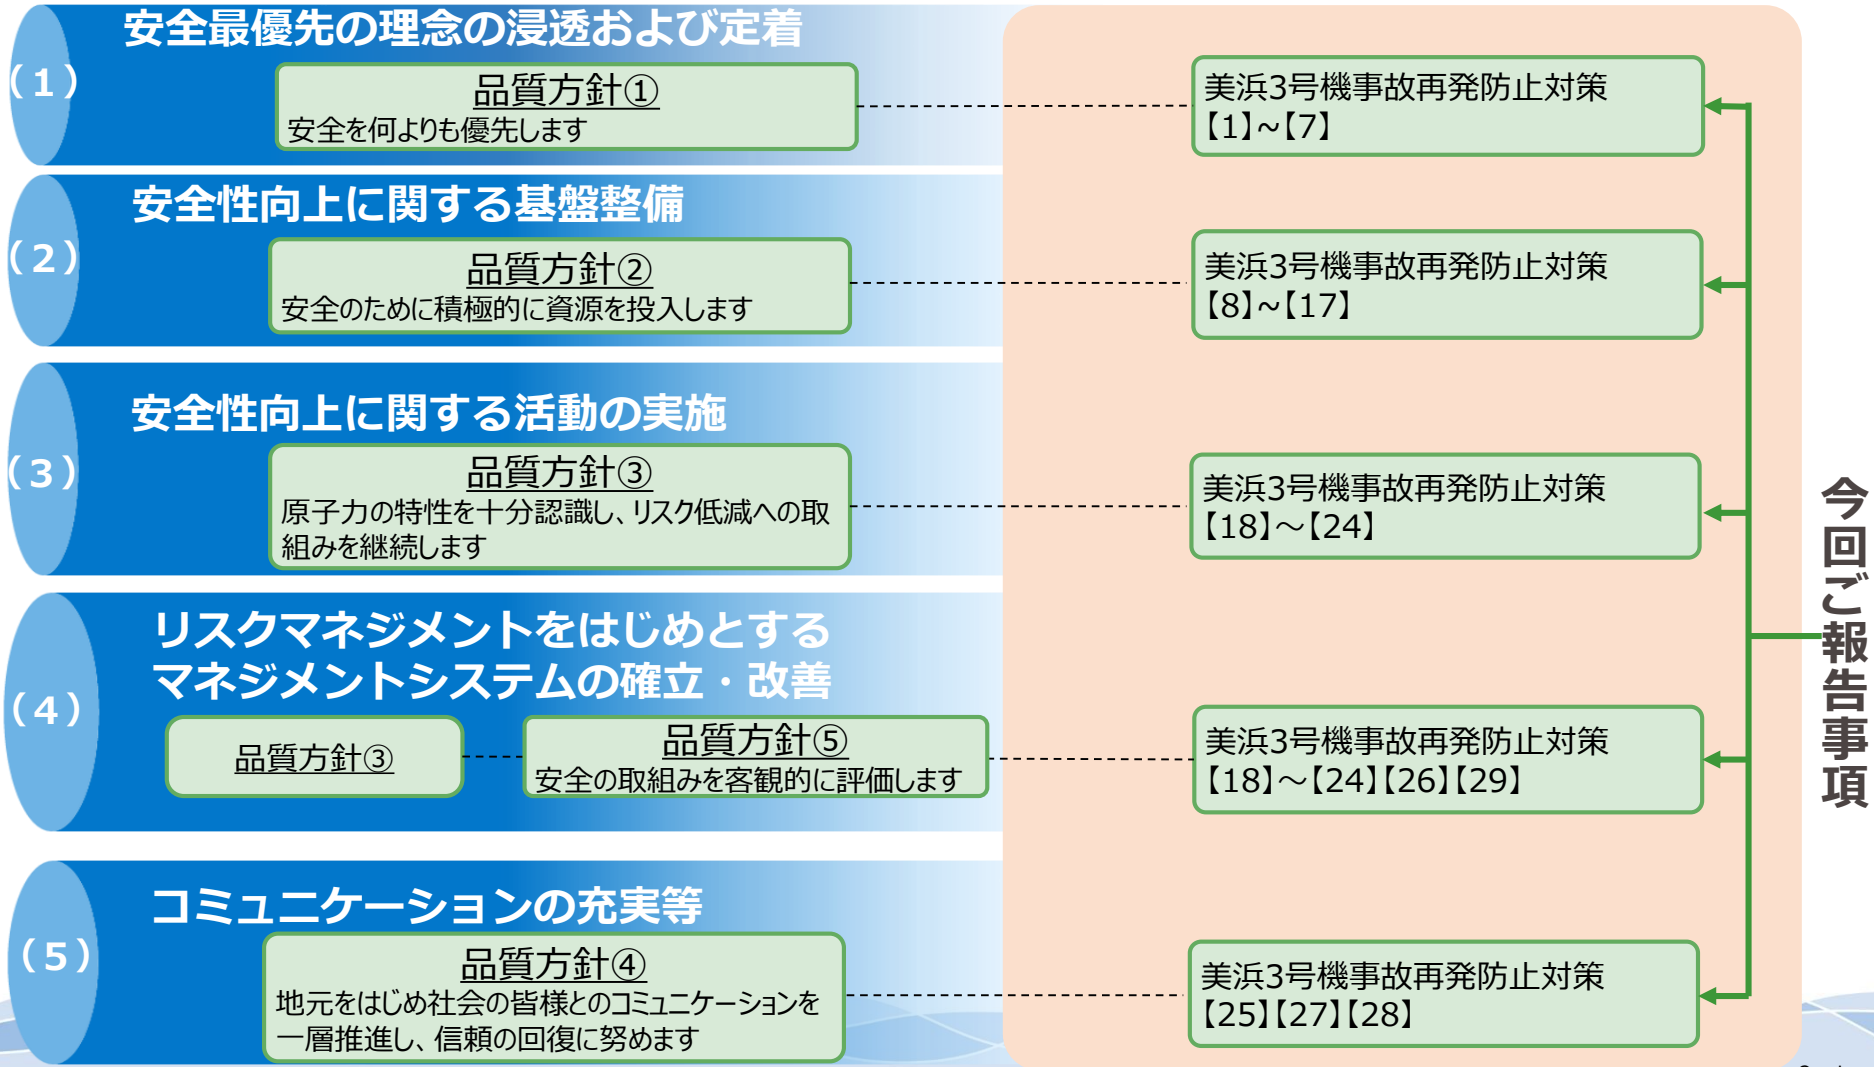 安全最優先の理念の浸透および定着
(1)
品質方針①
安全を何よりも優先します
美浜3号機事故再発防止対策
【1】~【7】
安全性向上に関する基盤整備
(2)
品質方針②
安全のために積極的に資源を投入します
美浜3号機事故再発防止対策
【8】~【17】
安全性向上に関する活動の実施
(3)
品質方針③
原子力の特性を十分認識し、リスク低減への取
組みを継続します
美浜3号機事故再発防止対策
【18】～【24】
リスクマネジメントをはじめとする
マネジメントシステムの確立・改善
(4)
品質方針③
品質方針⑤
安全の取組みを客観的に評価します
美浜3号機事故再発防止対策
【18】～【24】【26】【29】
コミュニケーションの充実等
(5)
品質方針④
地元をはじめ社会の皆様とのコミュニケーションを
一層推進し、信頼の回復に努めます
美浜3号機事故再発防止対策
【25】【27】【28】
今回ご報告事項